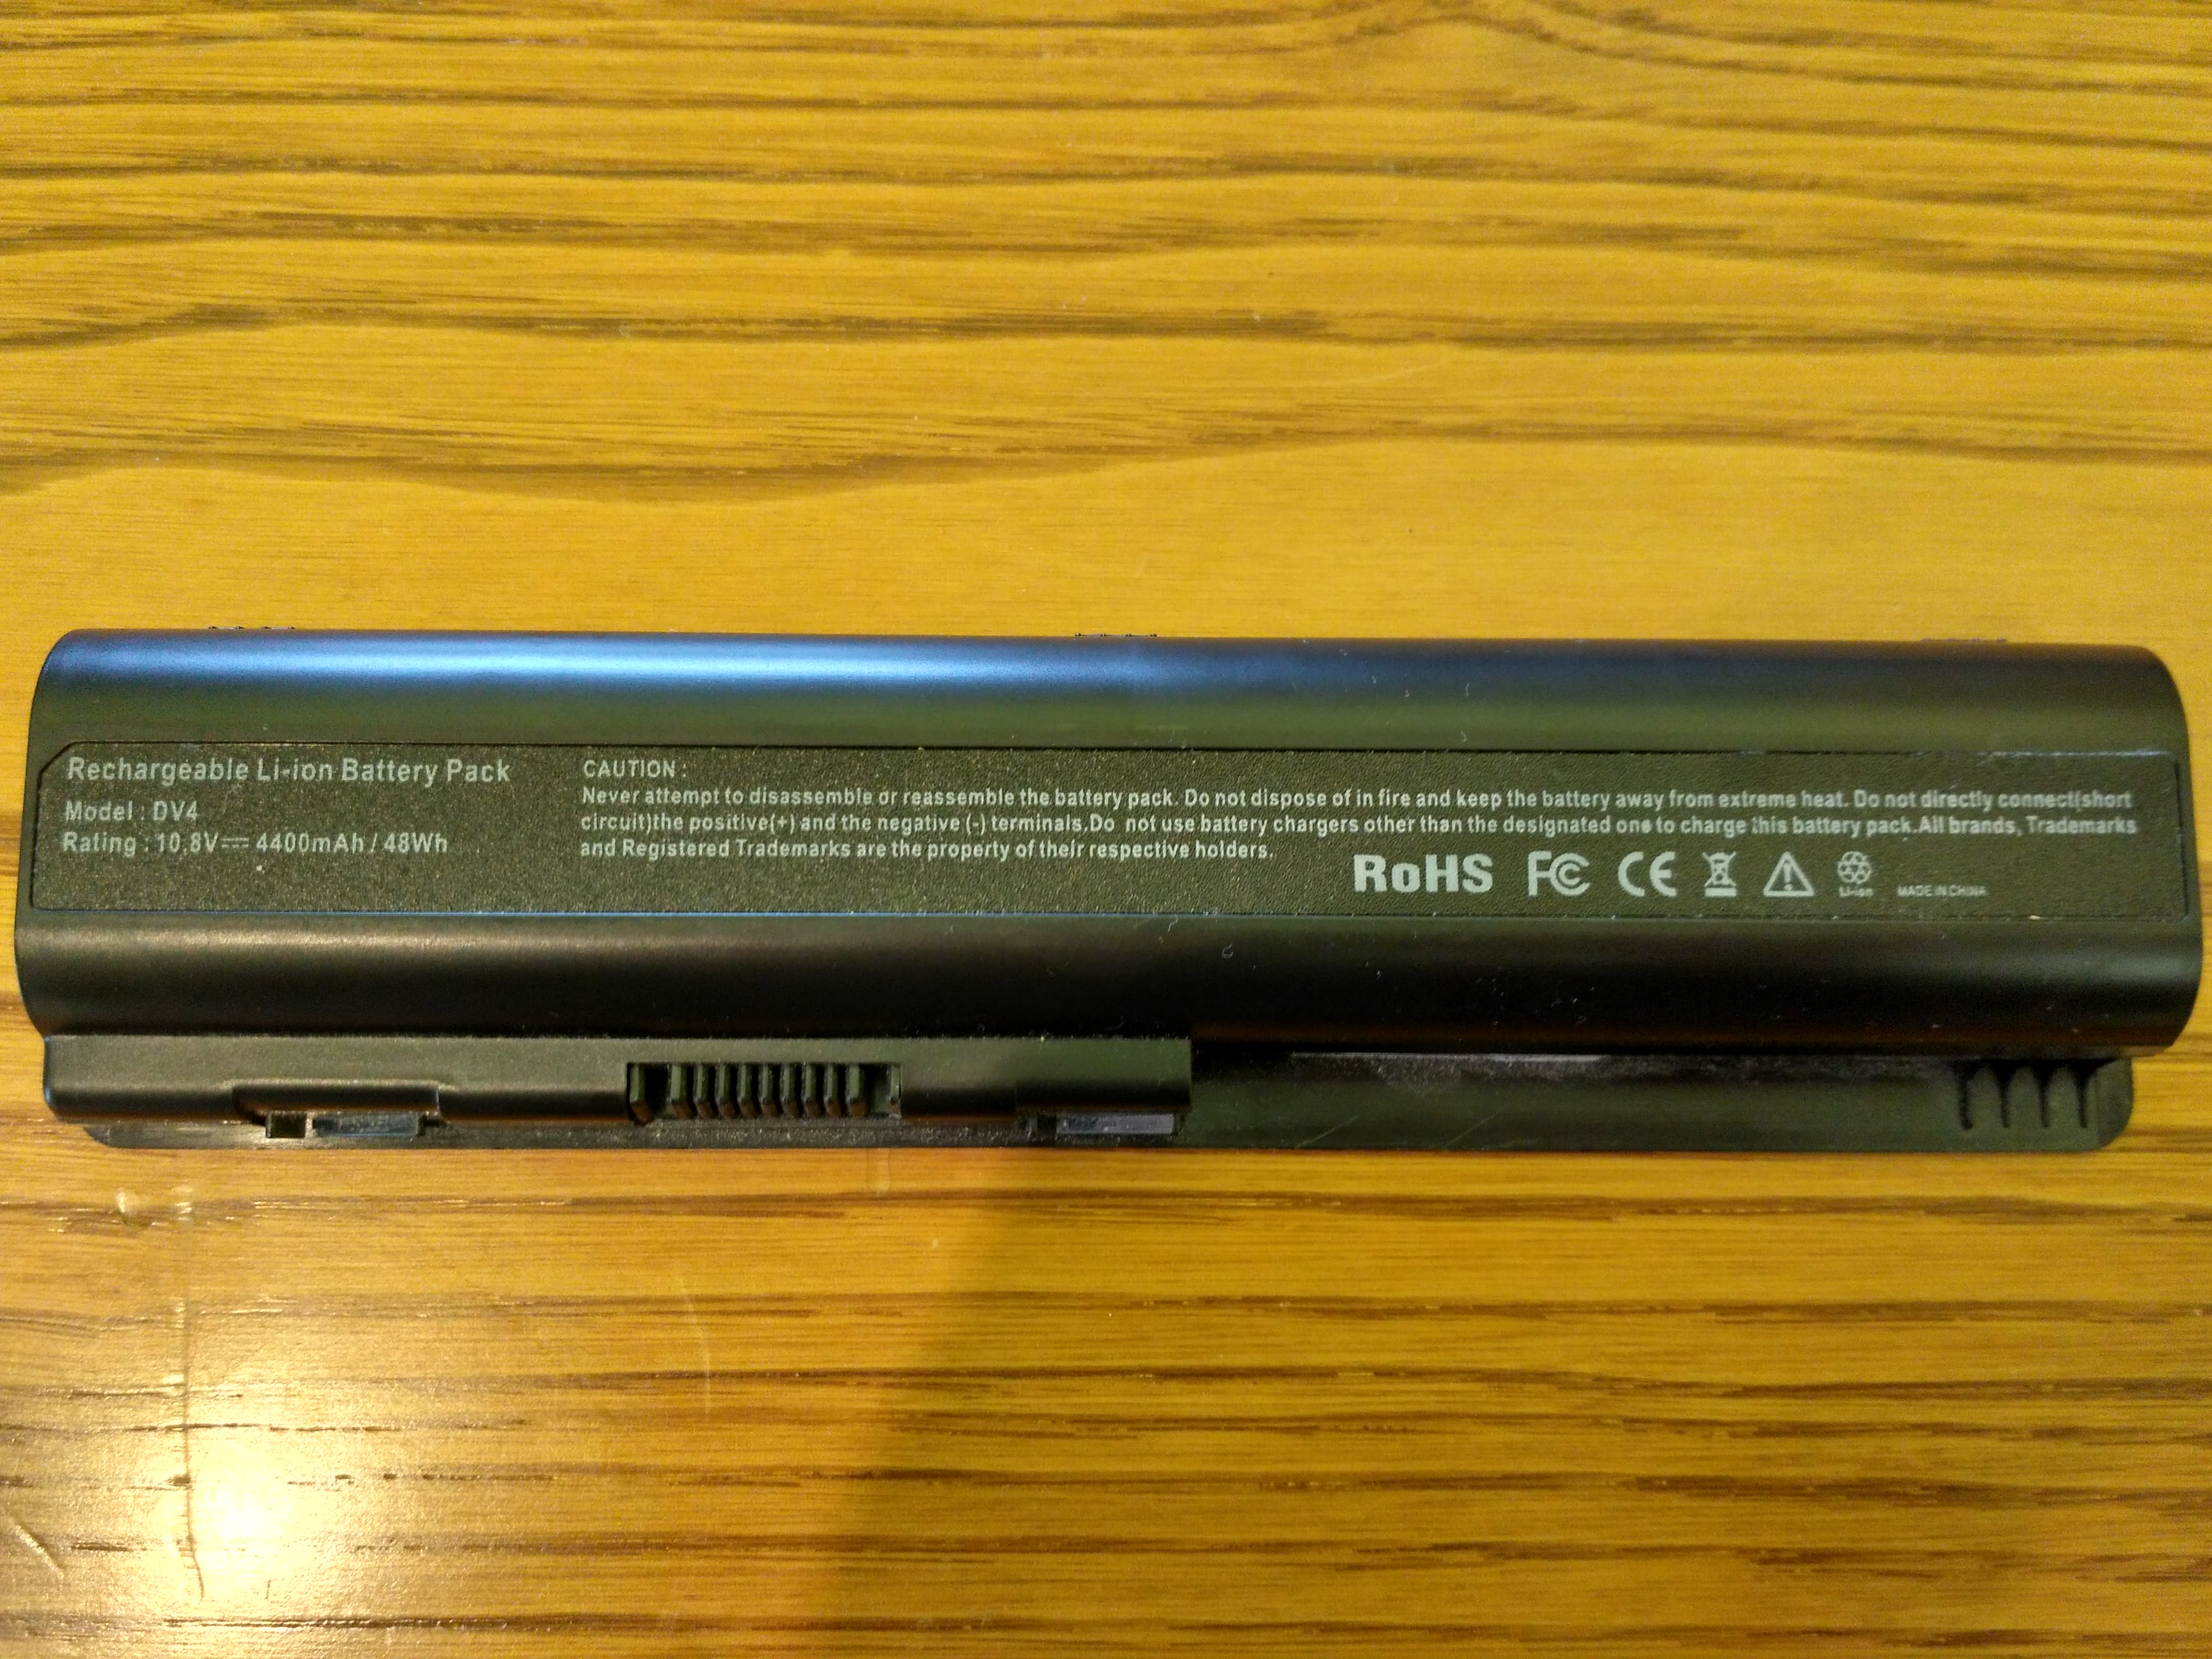 Rechargeable Li-ion Battery Pack
Model : DV4
Rating : 10.8V⎓ 4400mAh / 48Wh
CAUTION :
Never attempt to disassemble or reassemble the battery pack. Do not dispose of in fire and keep the battery away from extreme heat. Do not directly connect(short
circuit)the positive(+) and the negative (-) terminals.Do not use battery chargers other than the designated one to charge this battery pack.All brands, Trademarks
and Registered Trademarks are the property of their respective holders.
RoHS FC CE Li-ion MADE IN CHINA